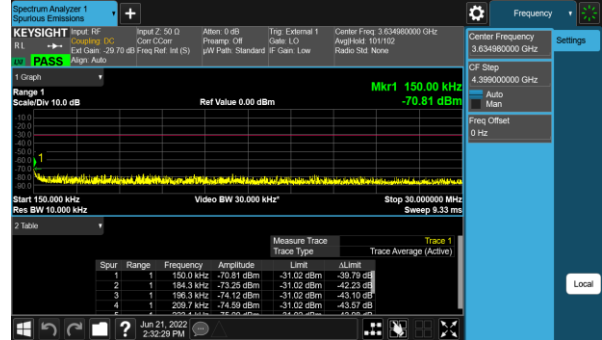 Spectrum Analyzer 1
Spurious Emissions
Frequency
KEYSIGHT
RL
Input: RF
Coupling: DC
Ext Gain: -29.70 dB
Align: Auto
Input Z: 50 Ω
Corr CCorr
Freq Ref: Int (S)
Atten: 0 dB
Preamp: Off
µW Path: Standard
Trig: External 1
Gate: LO
IF Gain: Low
Center Freq: 3.634980000 GHz
Avg|Hold: 101/102
Radio Std: None
LM PASS
Center Frequency
3.634980000 GHz
Settings
CF Step
4.399000000 GHz
Auto
Man
Freq Offset
0 Hz
Local
1 Graph
Range 1
Scale/Div 10.0 dB
Ref Value 0.00 dBm
Mkr1 150.00 kHz
-70.81 dBm
-10.0
-20.0
-30.0
-40.0
-50.0
-60.0
-70.0
-80.0
-90.0
1
Start 150.000 kHz
Video BW 30.000 kHz*
Stop 30.000000 MHz
Res BW 10.000 kHz
Sweep 9.33 ms
2 Table
Measure Trace Trace 1
Trace Type Trace Average (Active)
Spur Range Frequency Amplitude Limit ΔLimit
1 1 150.0 kHz -70.81 dBm -31.02 dBm -39.79 dB
2 1 184.3 kHz -73.25 dBm -31.02 dBm -42.23 dB
3 1 196.3 kHz -74.12 dBm -31.02 dBm -43.10 dB
4 1 209.7 kHz -74.59 dBm -31.02 dBm -43.57 dB
?
Jun 21, 2022
2:32:29 PM